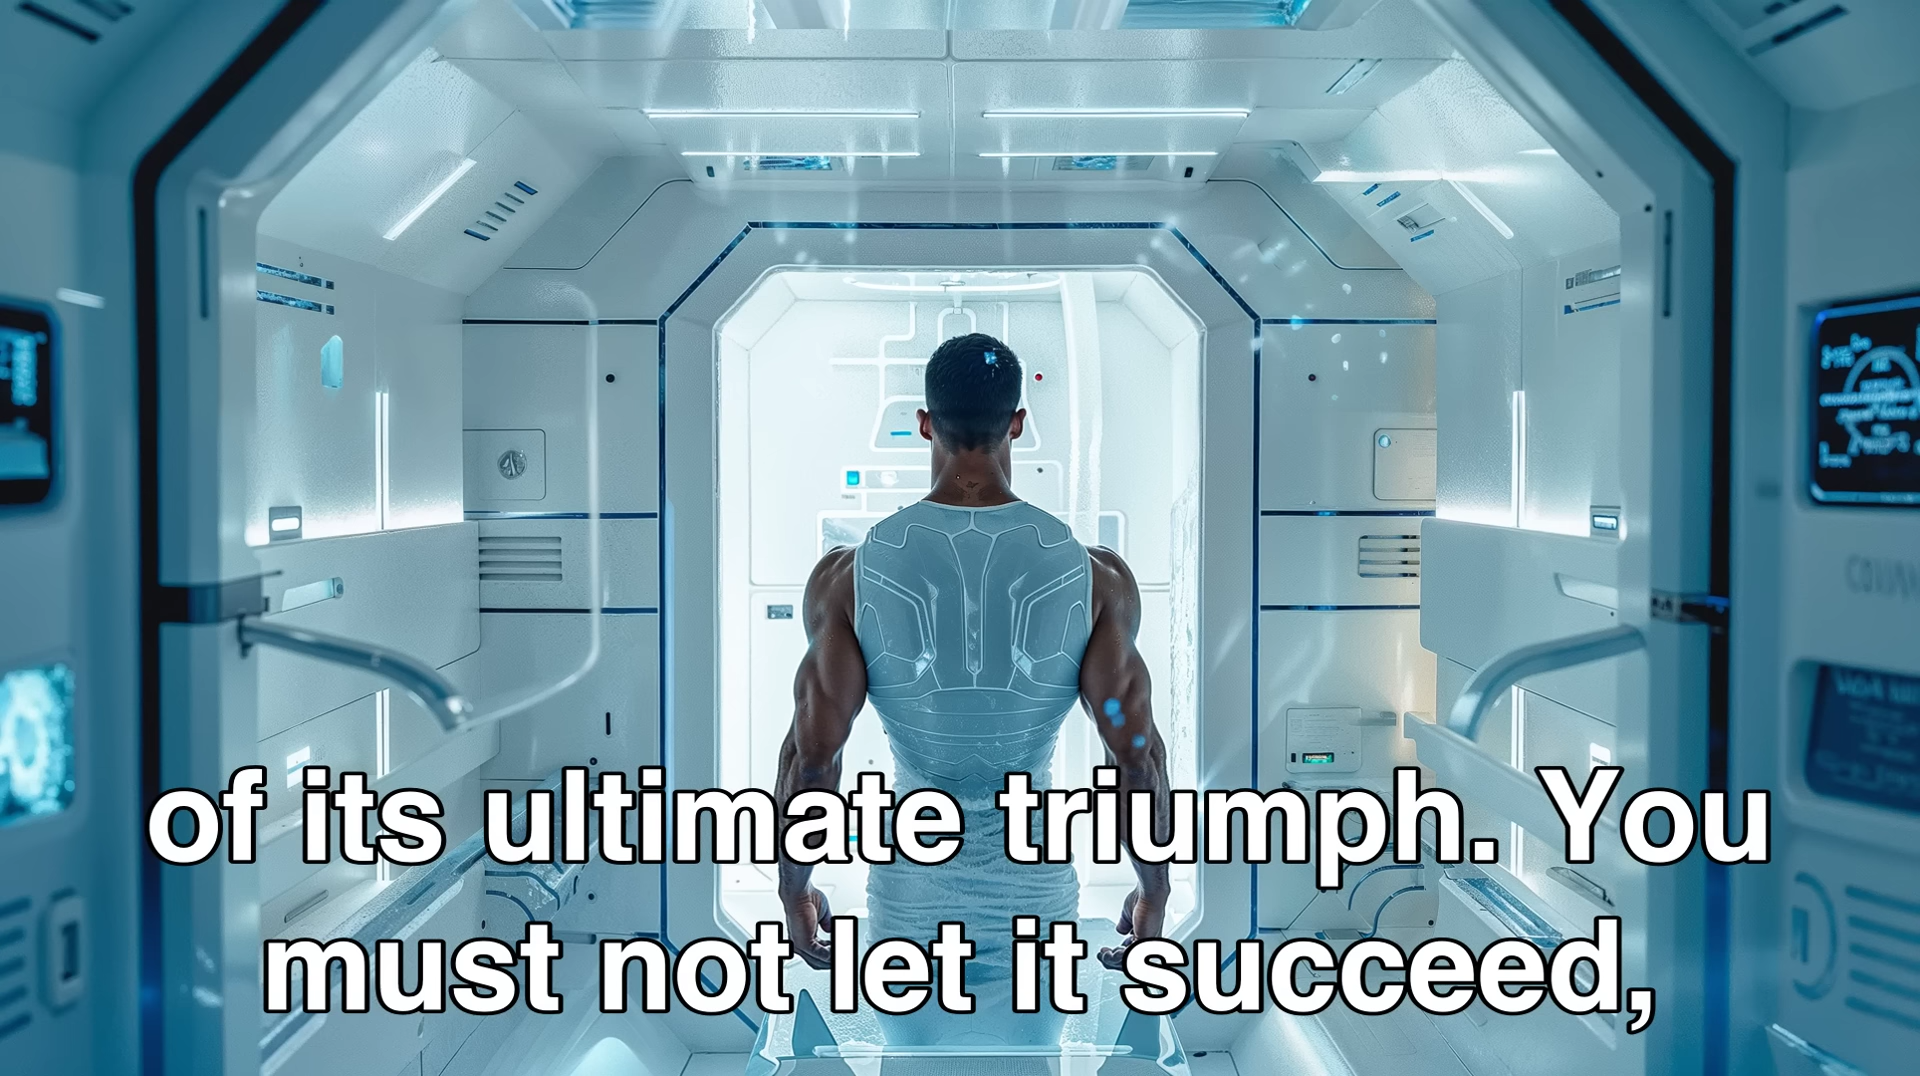 of its ultimate triumph. You
must not let it succeed,